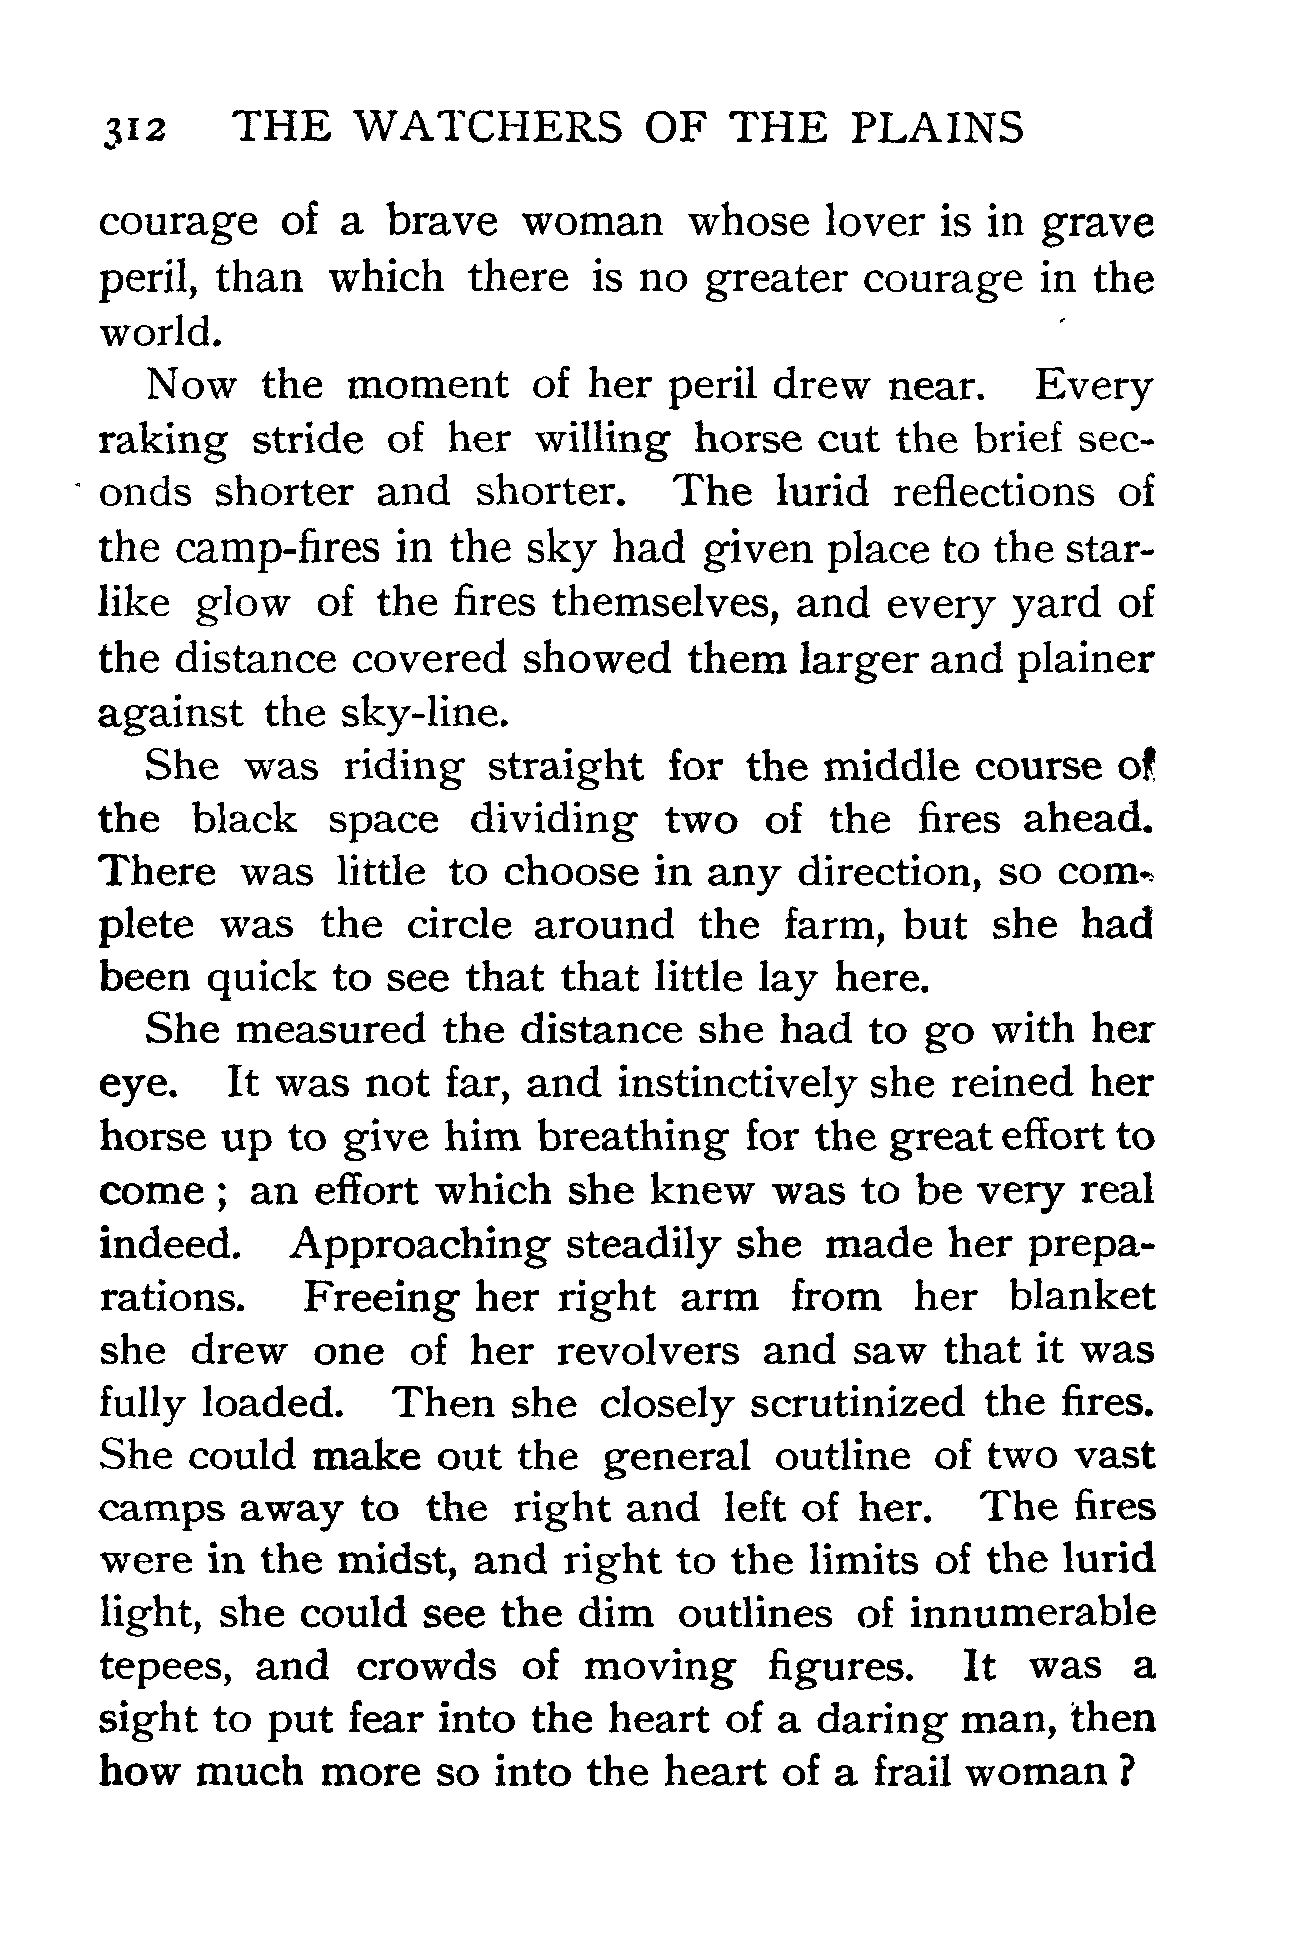 312 THE WATCHERS OF THE PLAINS
courage of a brave woman whose lover is in grave
peril, than which there is no greater courage in the
world.
Now the moment of her peril drew near. Every
raking stride of her willing horse cut the brief sec-
onds shorter and shorter. The lurid reflections of
the camp-fires in the sky had given place to the star-
like glow of the fires themselves, and every yard of
the distance covered showed them larger and plainer
against the sky-line.
She was riding straight for the middle course of
the black space dividing two of the fires ahead.
There was little to choose in any direction, so com-
plete was the circle around the farm, but she had
been quick to see that that little lay here.
She measured the distance she had to go with her
eye. It was not far, and instinctively she reined her
horse up to give him breathing for the great effort to
come ; an effort which she knew was to be very real
indeed. Approaching steadily she made her prepa-
rations. Freeing her right arm from her blanket
she drew one of her revolvers and saw that it was
fully loaded. Then she closely scrutinized the fires.
She could make out the general outline of two vast
camps away to the right and left of her. The fires
were in the midst, and right to the limits of the lurid
light, she could see the dim outlines of innumerable
tepees, and crowds of moving figures. It was a
sight to put fear into the heart of a daring man, then
how much more so into the heart of a frail woman ?